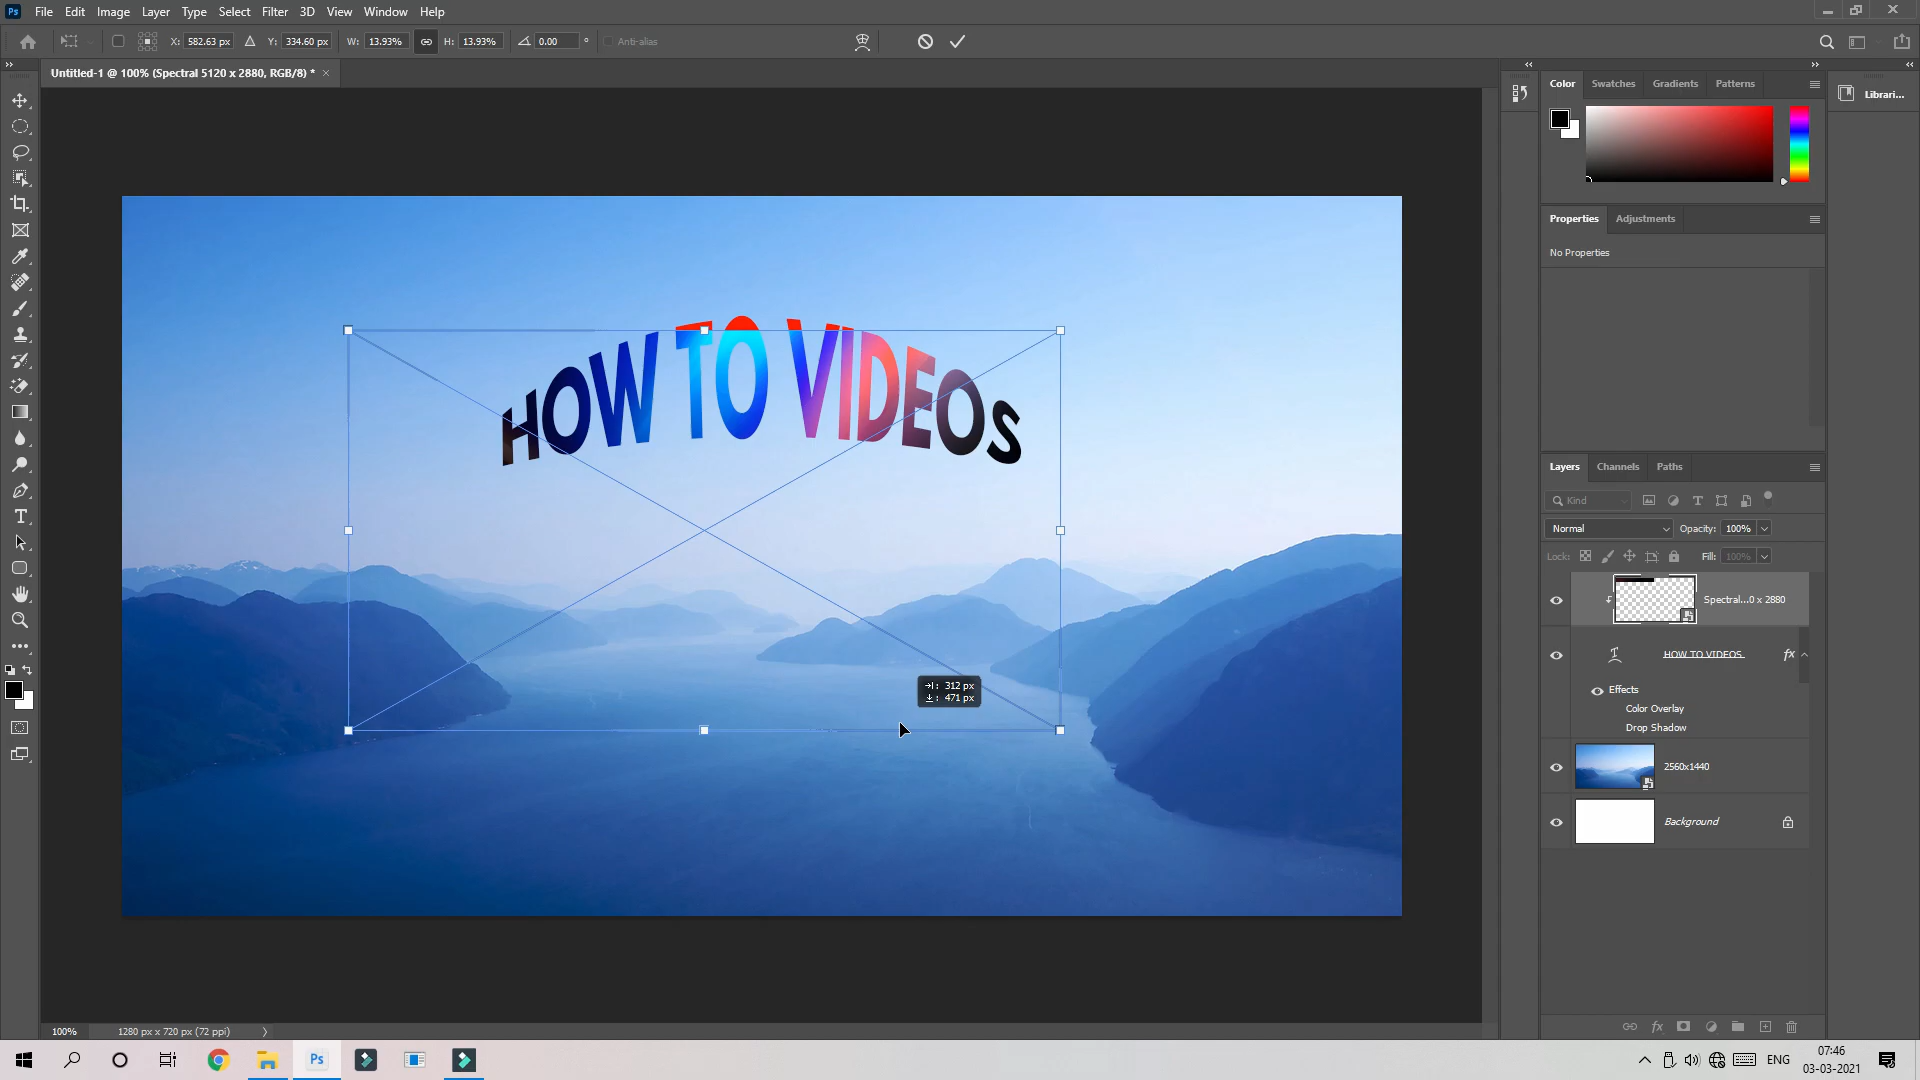 Ps File Edit Image Layer Type Select Filter 3D View Window Help
X: 582.63 px Y: 334.60 px W: 13.93% H: 13.93% 0.00 ° Anti-alias
Untitled-1 @ 100% (Spectral 5120 x 2880, RGB/8) * ×
Color Swatches Gradients Patterns
Librari...
Properties Adjustments
No Properties
HOW TO VIDEOS
312 px
471 px
Layers Channels Paths
Kind
Normal Opacity: 100%
Lock: Fill: 100%
Spectral...0 x 2880
HOW TO VIDEOS fx
Effects
Color Overlay
Drop Shadow
2560x1440
Background
fx
100% 1280 px x 720 px (72 ppi)
Ps
ENG
07:46
03-03-2021